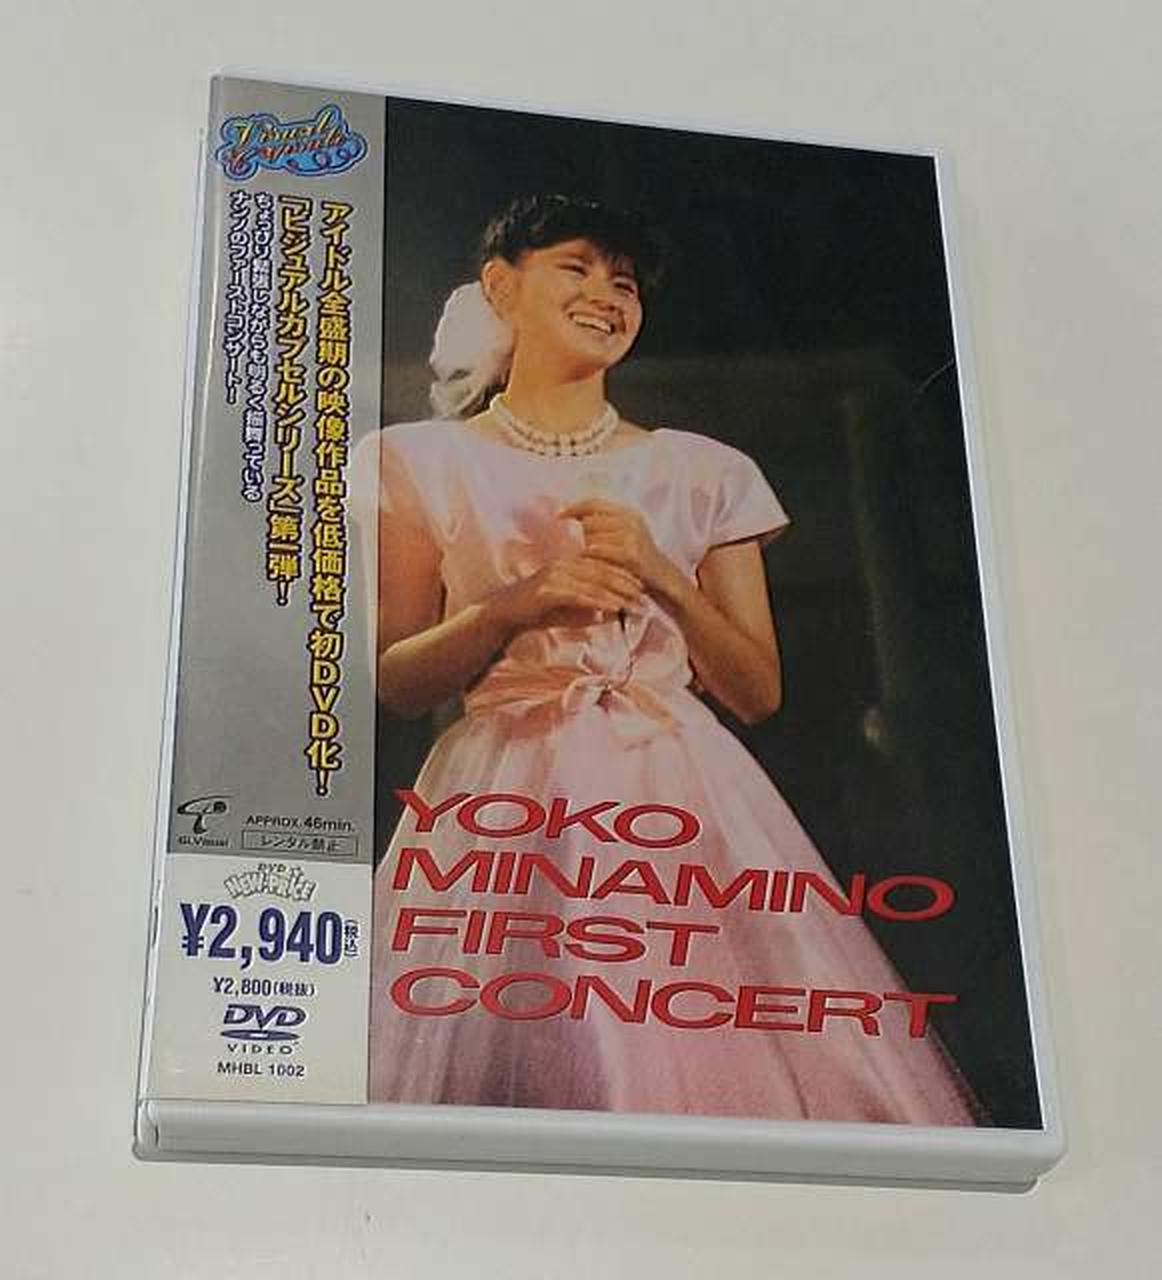 Visual Capsule
アイドル全盛期の映像作品を低価格で初DVD化!
「ビジュアルカプセルシリーズ」第一弾!
ちょっぴり緊張しながらも明るく振舞っている
ナンノのファーストコンサート!
GLVisual
APPROX. 46min.
レンタル禁止
DVD
NEW-PRICE
¥2,940(税込)
¥2,800(税抜)
DVD
VIDEO
MHBL 1002
YOKO
MINAMINO
FIRST
CONCERT